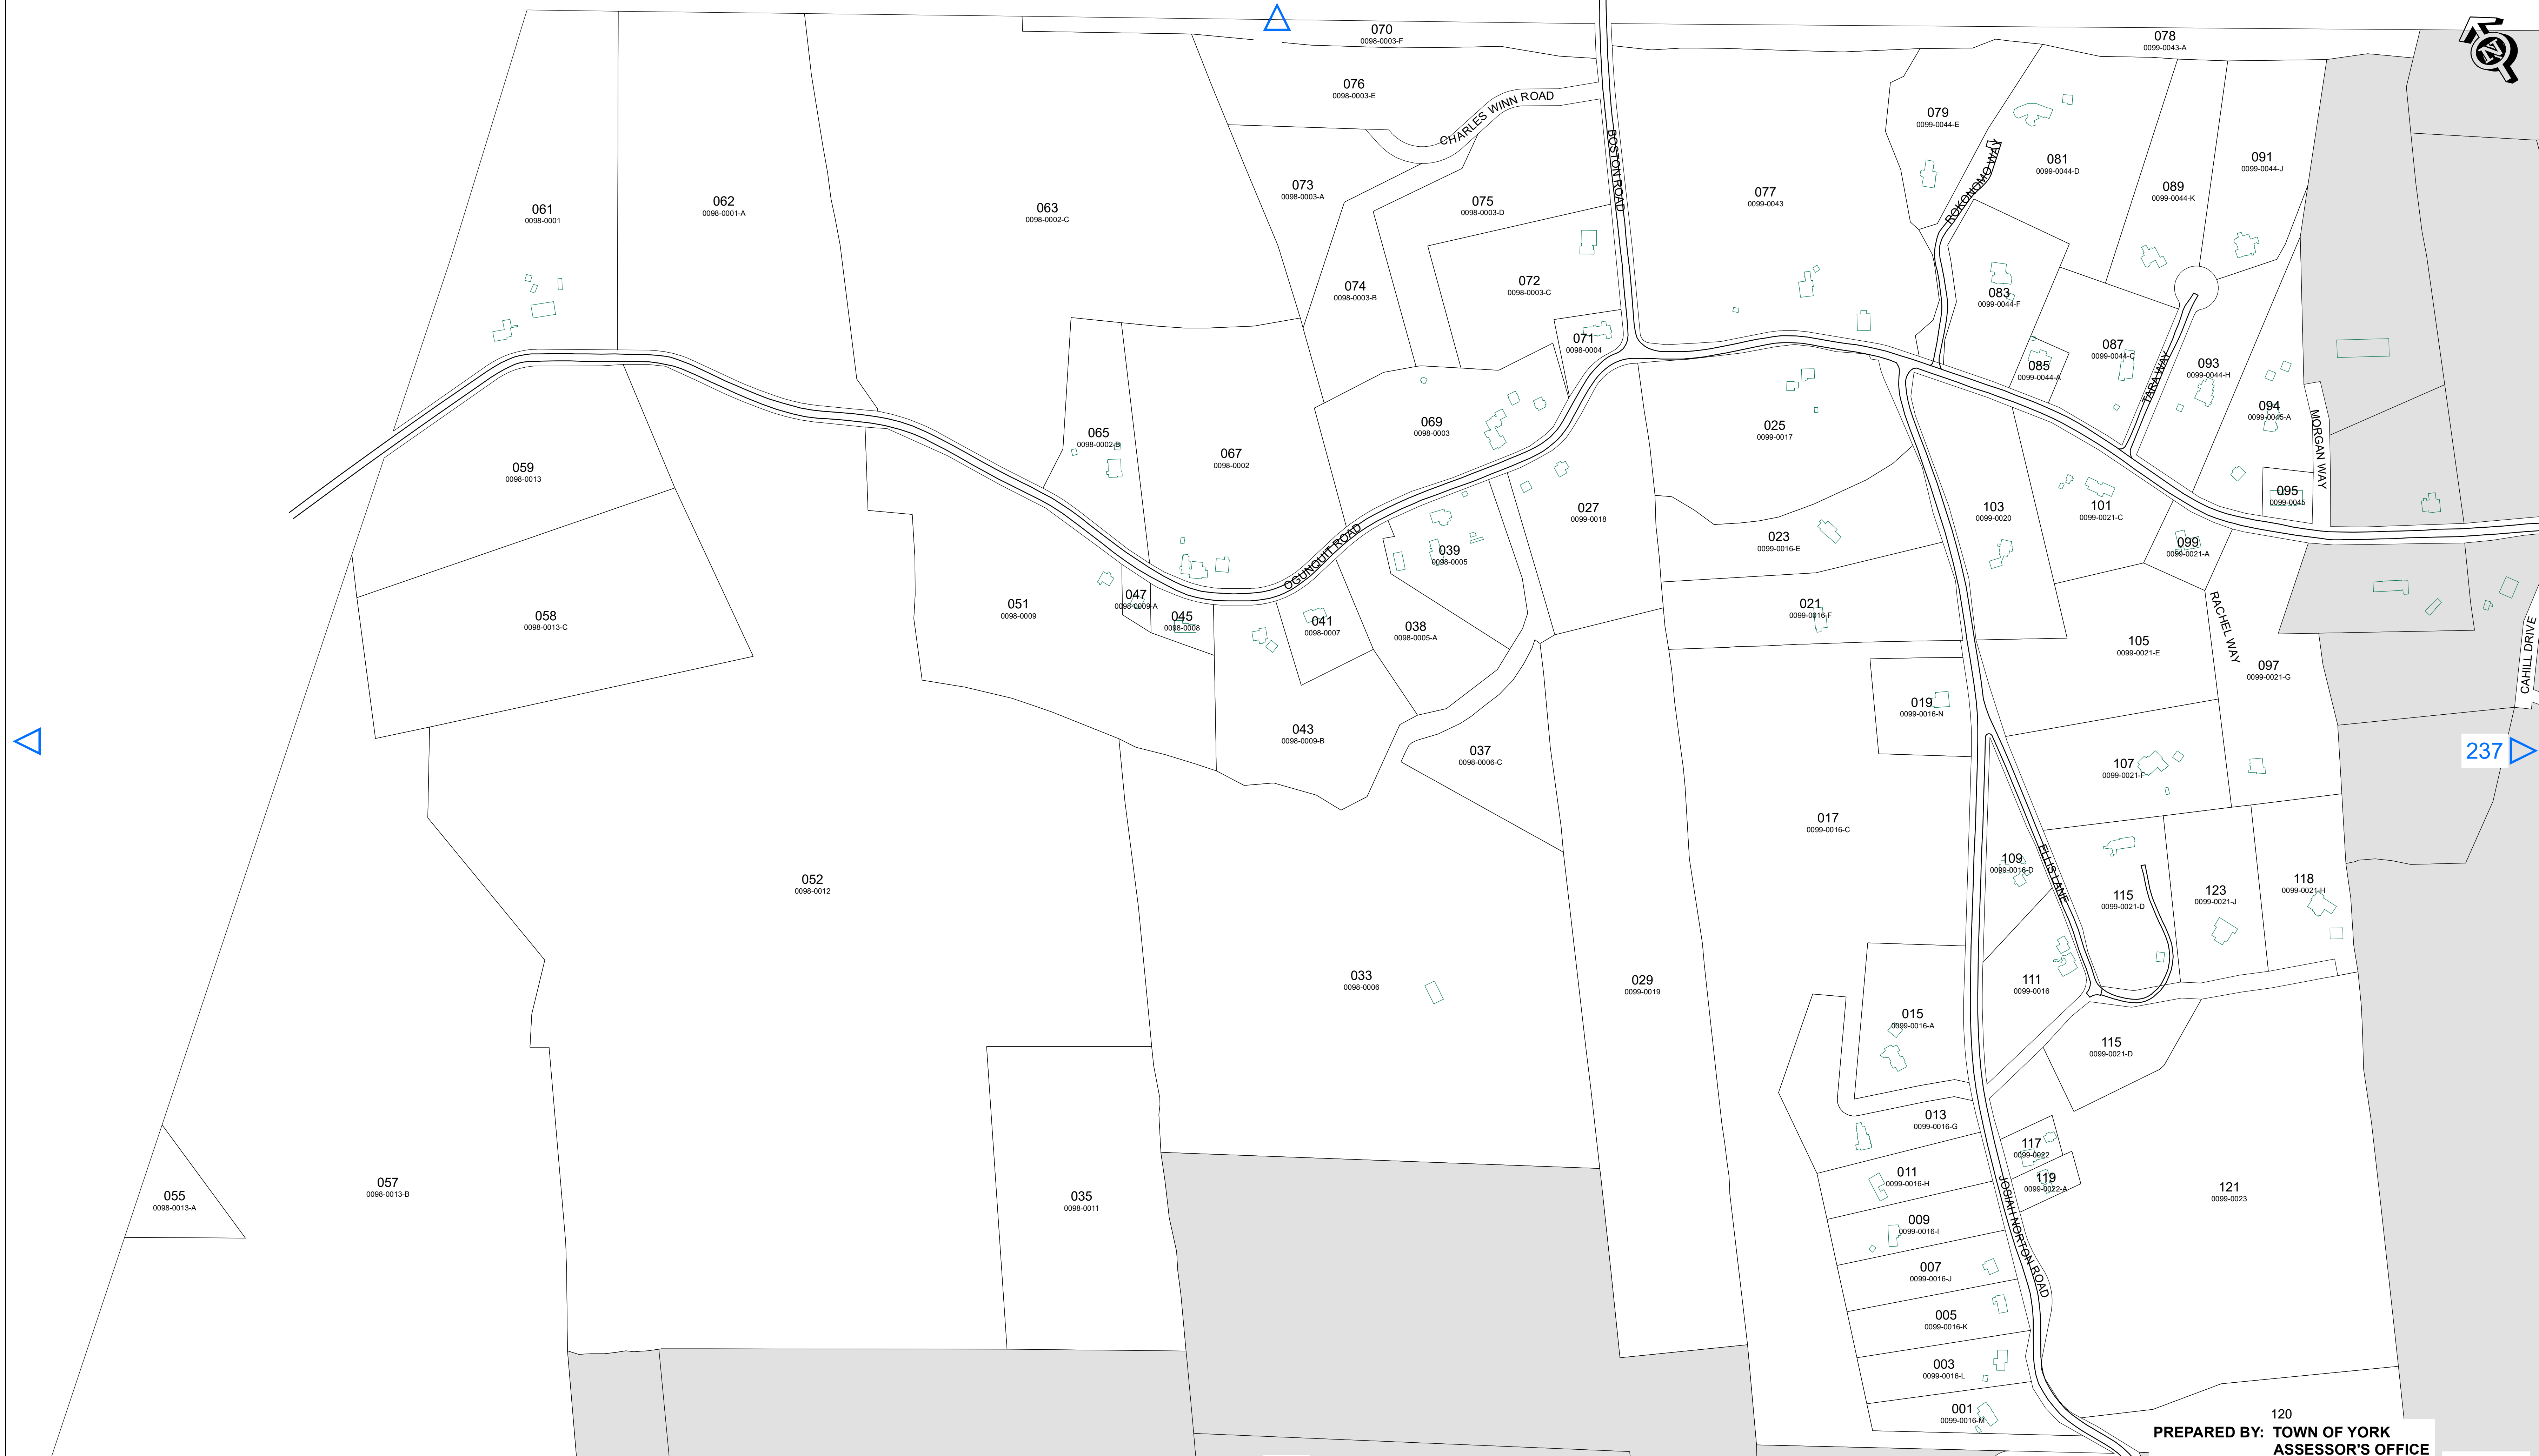 070
0098-0003-F
078
0099-0043-A
N
076
0098-0003-E
CHARLES WINN ROAD
BOSTON ROAD
079
0099-0044-E
ROKONOMO WAY
081
0099-0044-D
091
0099-0044-J
089
0099-0044-K
061
0098-0001
062
0098-0001-A
063
0098-0002-C
073
0098-0003-A
075
0098-0003-D
077
0099-0043
074
0098-0003-B
072
0098-0003-C
083
0099-0044-F
071
0098-0004
087
0099-0044-C
085
0099-0044-A
TARA WAY
093
0099-0044-H
094
0099-0045-A
MORGAN WAY
065
0098-0002-B
067
0098-0002
069
0098-0003
025
0099-0017
059
0098-0013
095
0099-0045
027
0099-0018
103
0099-0020
101
0099-0021-C
023
0099-0016-E
099
0099-0021-A
OGUNQUIT ROAD
039
0098-0005
058
0098-0013-C
051
0098-0009
047
0098-0009-A
045
0098-0008
041
0098-0007
038
0098-0005-A
021
0099-0016-F
RACHEL WAY
105
0099-0021-E
097
0099-0021-G
CAHILL DRIVE
019
0099-0016-N
043
0098-0009-B
037
0098-0006-C
237
107
0099-0021-F
017
0099-0016-C
109
0099-0016-D
ELLIS LANE
052
0098-0012
115
0099-0021-D
123
0099-0021-J
118
0099-0021-H
033
0098-0006
029
0099-0019
111
0099-0016
015
0099-0016-A
115
0099-0021-D
013
0099-0016-G
117
0099-0022
055
0098-0013-A
057
0098-0013-B
035
0098-0011
011
0099-0016-H
119
0099-0022-A
121
0099-0023
JOSIAH NORTON ROAD
009
0099-0016-I
007
0099-0016-J
005
0099-0016-K
003
0099-0016-L
001
0099-0016-M
120
PREPARED BY: TOWN OF YORK
ASSESSOR'S OFFICE